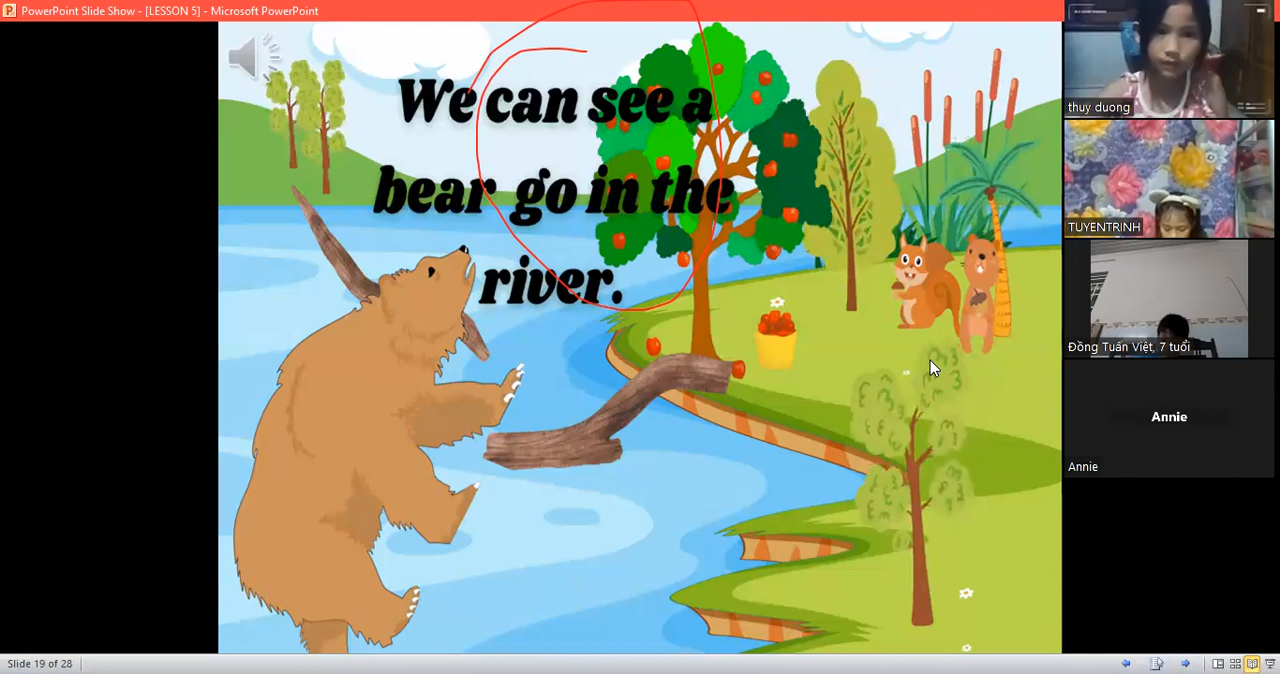 PowerPoint Slide Show - [LESSON 5] - Microsoft PowerPoint
We can see a
bear go in the
river.
thuy duong
TUYENTRINH
Đồng Tuấn Việt, 7 tuổi
Annie
Annie
Slide 19 of 28